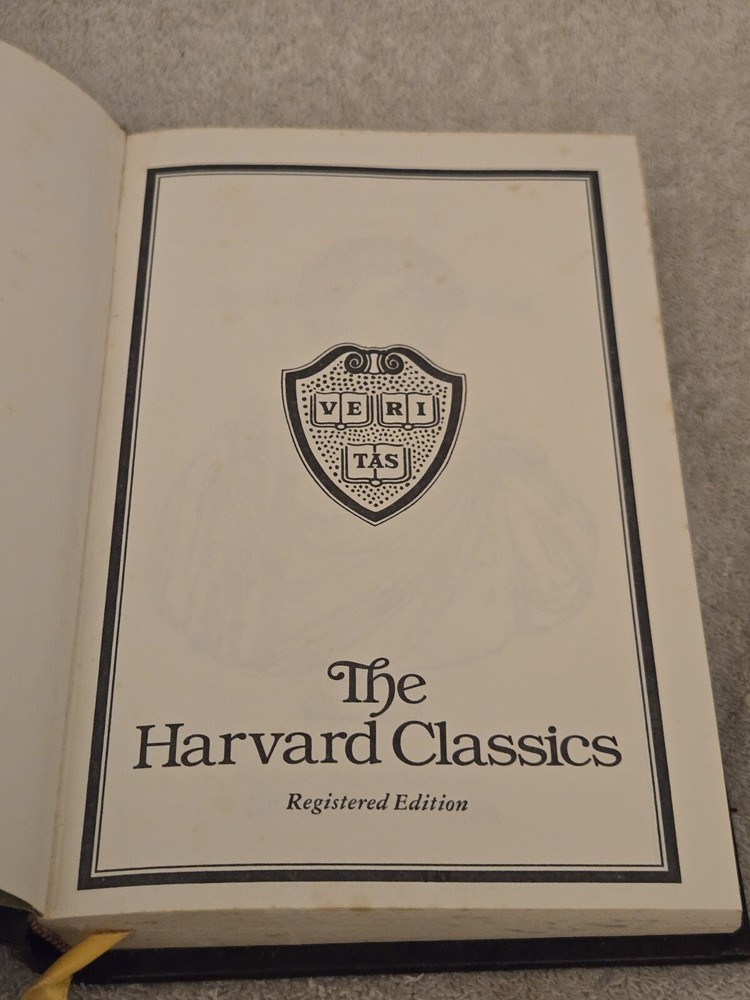 VE RI
TAS
The
Harvard Classics
Registered Edition